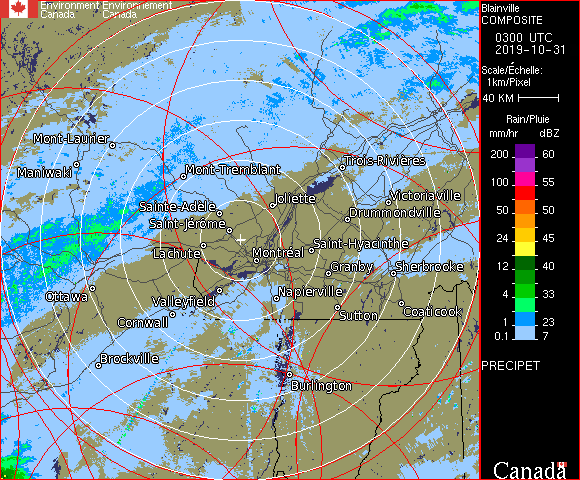 Environment Environnement
Canada Canada
Blainville
COMPOSITE
0300 UTC
2019-10-31
Scale/Échelle:
1km/Pixel
40 KM
Rain/Pluie
mm/hr dBZ
200 60
100 55
50 50
24 45
12 40
4 33
1 23
0.1 7
PRECIPET
Canada
Mont-Laurier
Maniwaki
Mont-Tremblant
Trois-Rivières
Sainte-Adèle
Joliette
Victoriaville
Drummondville
Saint-Jérôme
Lachute
Montréal
Saint-Hyacinthe
Granby
Sherbrooke
Ottawa
Valleyfield
Napierville
Cornwall
Sutton
Coaticook
Brockville
Burlington